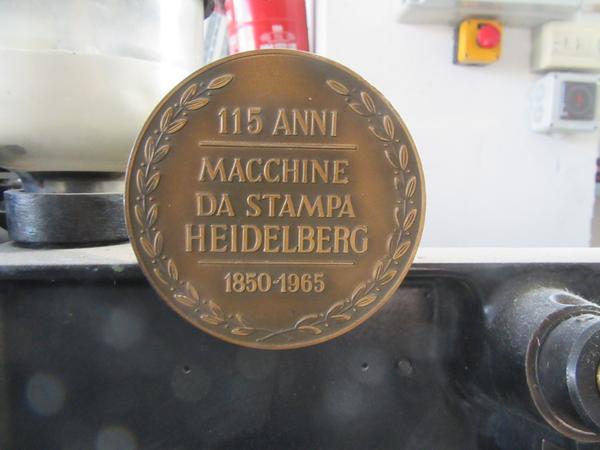 115 ANNI
MACCHINE
DA STAMPA
HEIDELBERG
1850-1965